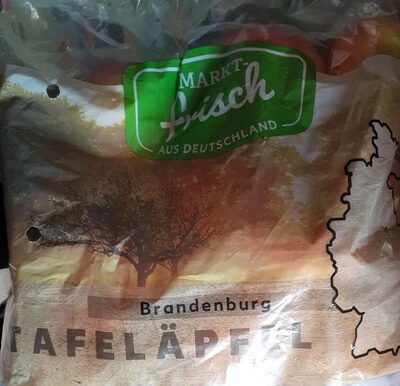 MARKT-
frisch
AUS DEUTSCHLAND
Brandenburg
TAFELÄPFEL